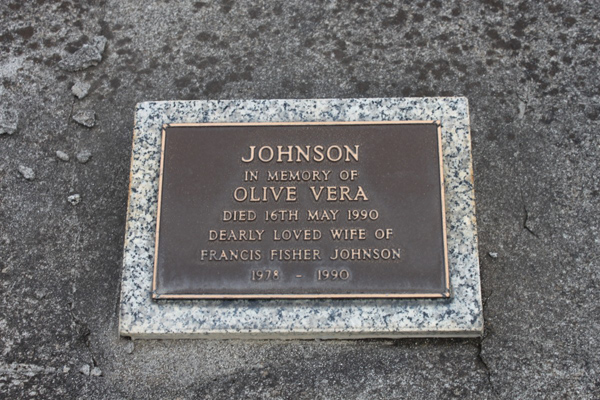 JOHNSON
IN MEMORY OF
OLIVE VERA
DIED 16TH MAY 1990
DEARLY LOVED WIFE OF
FRANCIS FISHER JOHNSON
1978 - 1990